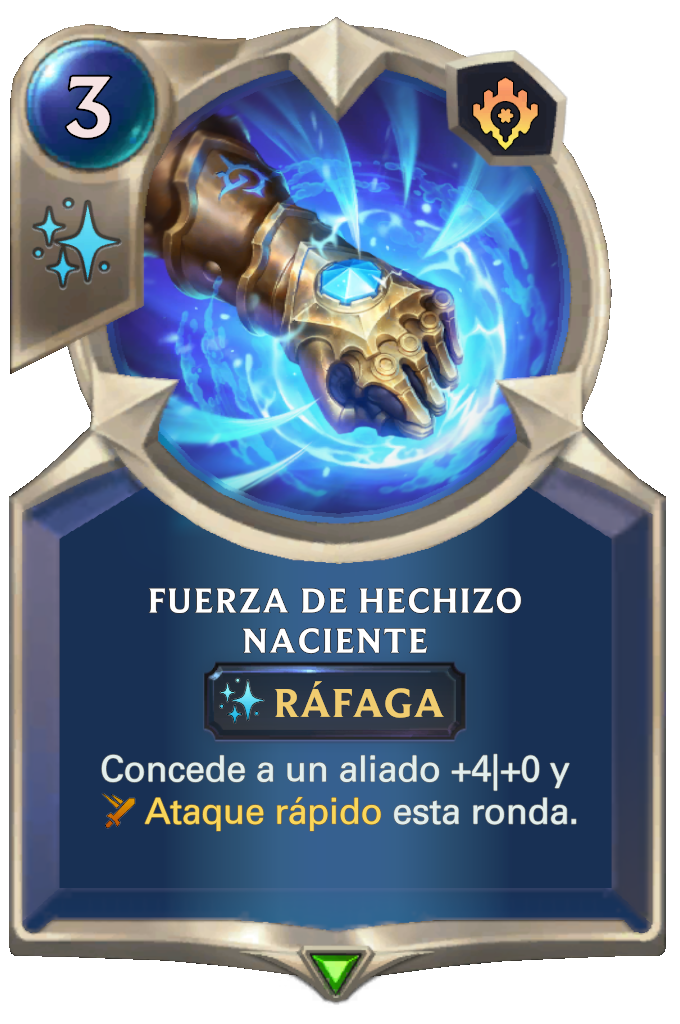 3
FUERZA DE HECHIZO
NACIENTE
RÁFAGA
Concede a un aliado +4|+0 y
Ataque rápido esta ronda.